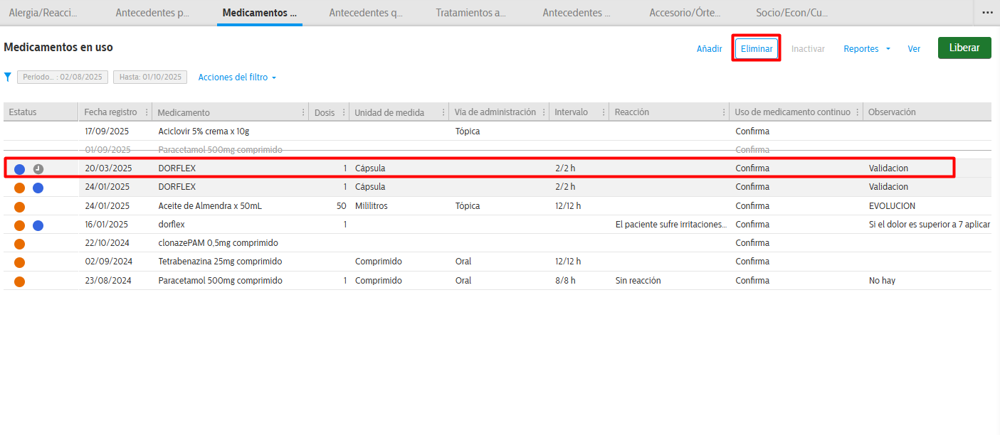 Alergia/Reacci... Antecedentes p... Medicamentos ... Antecedentes q... Tratamientos a... Antecedentes ... Accesorio/Órte... Socio/Econ/Cu... ...
Medicamentos en uso Añadir Eliminar Inactivar Reportes Ver Liberar
Período... : 02/08/2025 Hasta: 01/10/2025 Acciones del filtro
Estatus Fecha registro Medicamento Dosis Unidad de medida Vía de administración Intervalo Reacción Uso de medicamento continuo Observación
17/09/2025 Aciclovir 5% crema x 10g Tópica Confirma
01/09/2025 Paracetamol 500mg comprimido Confirma
20/03/2025 DORFLEX 1 Cápsula 2/2 h Confirma Validacion
24/01/2025 DORFLEX 1 Cápsula 2/2 h Confirma Validacion
24/01/2025 Aceite de Almendra x 50mL 50 Mililitros Tópica 12/12 h Confirma EVOLUCION
16/01/2025 dorflex 1 El paciente sufre irritaciones... Confirma Si el dolor es superior a 7 aplicar
22/10/2024 clonazePAM 0,5mg comprimido Confirma
02/09/2024 Tetrabenazina 25mg comprimido Comprimido Oral 12/12 h Confirma
23/08/2024 Paracetamol 500mg comprimido 1 Comprimido Oral 8/8 h Sin reacción Confirma No hay